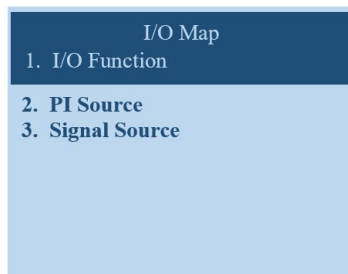 I/O Map
1. I/O Function
2. PI Source
3. Signal Source